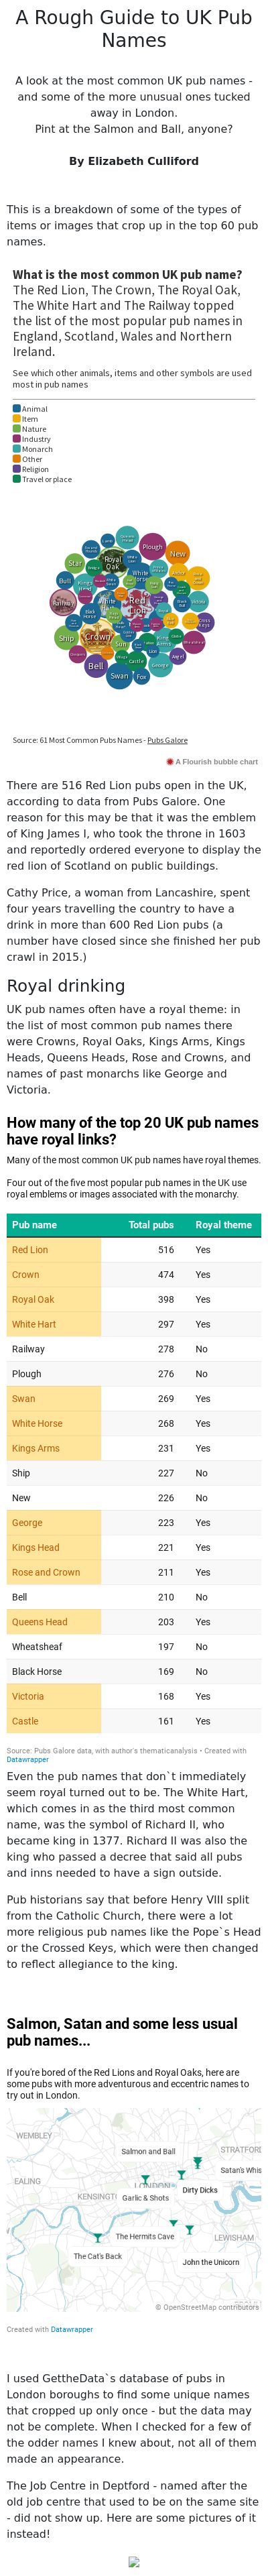 A Rough Guide to UK Pub
Names
A look at the most common UK pub names -
and some of the more unusual ones tucked
away in London.
Pint at the Salmon and Ball, anyone?
By Elizabeth Culliford
This is a breakdown of some of the types of
items or images that crop up in the top 60 pub
names.
What is the most common UK pub name?
The Red Lion, The Crown, The Royal Oak,
The White Hart and The Railway topped
the list of the most popular pub names in
England, Scotland, Wales and Northern
Ireland.
See which other animals, items and other symbols are used
most in pub names
Animal
Item
Nature
Industry
Monarch
Other
Religion
Travel or place
Plough
New
Royal
Oak
Star
White
Horse
Bull
Kings
Head
Railway
Red
Lion
Black
Horse
Ship
Crown
Sun
Bell
Swan
Fox
George
Angel
Victoria
Source: 61 Most Common Pubs Names - Pubs Galore
A Flourish bubble chart
There are 516 Red Lion pubs open in the UK,
according to data from Pubs Galore. One
reason for this may be that it was the emblem
of King James I, who took the throne in 1603
and reportedly ordered everyone to display the
red lion of Scotland on public buildings.
Cathy Price, a woman from Lancashire, spent
four years travelling the country to have a
drink in more than 600 Red Lion pubs (a
number have closed since she finished her pub
crawl in 2015.)
Royal drinking
UK pub names often have a royal theme: in
the list of most common pub names there
were Crowns, Royal Oaks, Kings Arms, Kings
Heads, Queens Heads, Rose and Crowns, and
names of past monarchs like George and
Victoria.
How many of the top 20 UK pub names
have royal links?
Many of the most common UK pub names have royal themes.
Four out of the five most popular pub names in the UK use
royal emblems or images associated with the monarchy.
Pub name Total pubs Royal theme
Red Lion 516 Yes
Crown 474 Yes
Royal Oak 398 Yes
White Hart 297 Yes
Railway 278 No
Plough 276 No
Swan 269 Yes
White Horse 268 Yes
Kings Arms 231 Yes
Ship 227 No
New 226 No
George 223 Yes
Kings Head 221 Yes
Rose and Crown 211 Yes
Bell 210 No
Queens Head 203 Yes
Wheatsheaf 197 No
Black Horse 169 No
Victoria 168 Yes
Castle 161 Yes
Source: Pubs Galore data, with author's thematicanalysis • Created with
Datawrapper
Even the pub names that don`t immediately
seem royal turned out to be. The White Hart,
which comes in as the third most common
name, was the symbol of Richard II, who
became king in 1377. Richard II was also the
king who passed a decree that said all pubs
and inns needed to have a sign outside.
Pub historians say that before Henry VIII split
from the Catholic Church, there were a lot
more religious pub names like the Pope`s Head
or the Crossed Keys, which were then changed
to reflect allegiance to the king.
Salmon, Satan and some less usual
pub names...
If you're bored of the Red Lions and Royal Oaks, here are
some pubs with more adventurous and eccentric names to
try out in London.
WEMBLEY
Salmon and Ball
STRATFORD
EALING
Satan's Whis
LONDON
Dirty Dicks
KENSINGT
Garlic & Shots
The Hermits Cave
LEWISHAM
The Cat's Back
John the Unicorn
© OpenStreetMap contributors
Created with Datawrapper
I used GettheData`s database of pubs in
London boroughs to find some unique names
that cropped up only once - but the data may
not be complete. When I checked for a few of
the odder names I knew about, not all of them
made an appearance.
The Job Centre in Deptford - named after the
old job centre that used to be on the same site
- did not show up. Here are some pictures of it
instead!